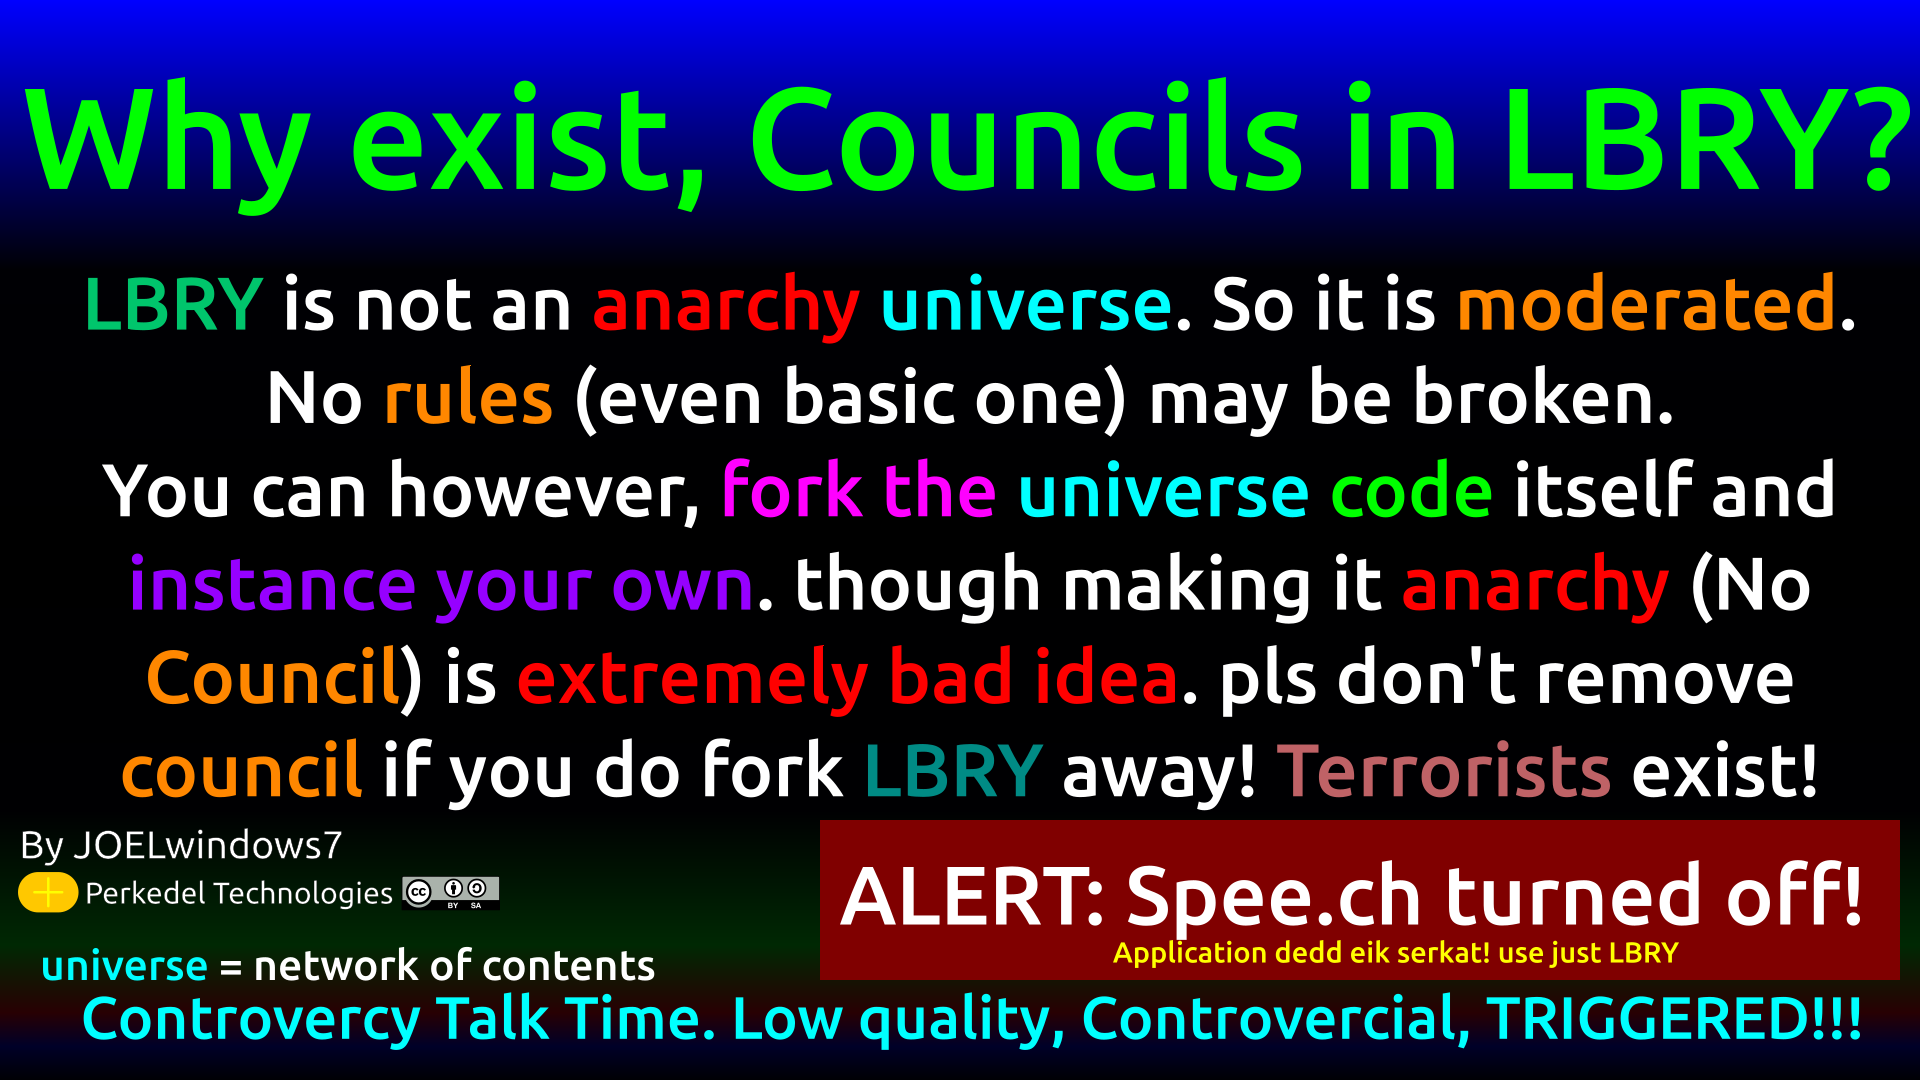 Why exist, Councils in LBRY?
LBRY is not an anarchy universe. So it is moderated.
No rules (even basic one) may be broken.
You can however, fork the universe code itself and
instance your own. though making it anarchy (No
Council) is extremely bad idea. pls don't remove
council if you do fork LBRY away! Terrorists exist!
By JOELwindows7
Perkedel Technologies
cc BY SA
ALERT: Spee.ch turned off!
Application dedd eik serkat! use just LBRY
universe = network of contents
Controvercy Talk Time. Low quality, Controvercial, TRIGGERED!!!